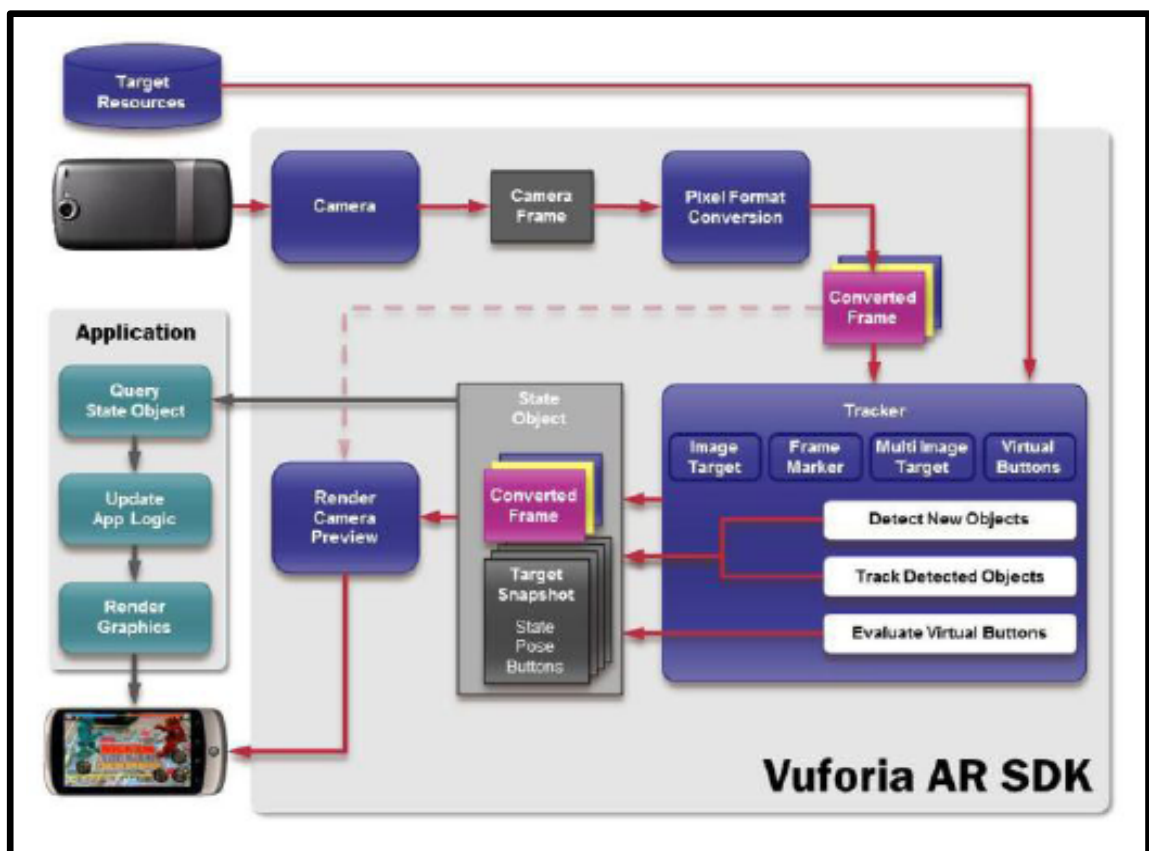 Target
Resources
Camera
Camera
Frame
Pixel Format
Conversion
Converted
Frame
Application
Query
State Object
Update
App Logic
Render
Graphics
Render
Camera
Preview
State
Object
Converted
Frame
Target
Snapshot
State
Pose
Buttons
Tracker
Image
Target
Frame
Marker
Multi Image
Target
Virtual
Buttons
Detect New Objects
Track Detected Objects
Evaluate Virtual Buttons
Vuforia AR SDK